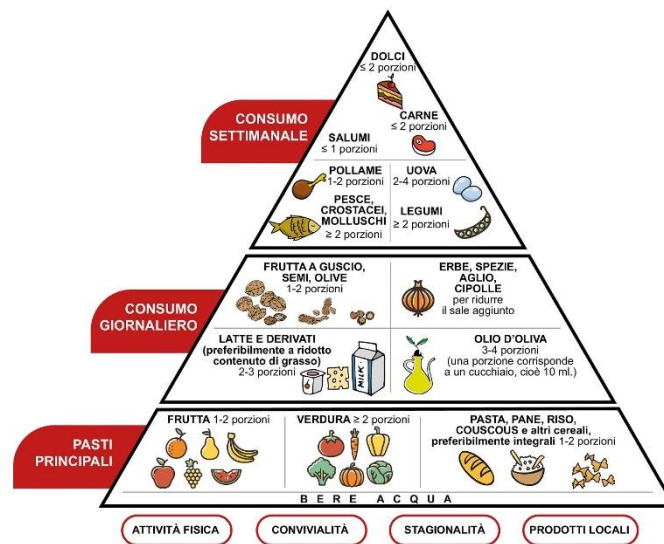 DOLCI
≤ 2 porzioni
CONSUMO
SETTIMANALE
CARNE
≤ 2 porzioni
SALUMI
≤ 1 porzioni
POLLAME
1-2 porzioni
UOVA
2-4 porzioni
PESCE,
CROSTACEI,
MOLLUSCHI
≥ 2 porzioni
LEGUMI
≥ 2 porzioni
CONSUMO
GIORNALIERO
FRUTTA A GUSCIO,
SEMI, OLIVE
1-2 porzioni
ERBE, SPEZIE,
AGLIO,
CIPOLLE
per ridurre
il sale aggiunto
LATTE E DERIVATI
(preferibilmente a ridotto
contenuto di grasso)
2-3 porzioni
MILK
OLIO D'OLIVA
3-4 porzioni
(una porzione corrisponde
a un cucchiaio, cioè 10 ml.)
PASTI
PRINCIPALI
FRUTTA 1-2 porzioni
VERDURA ≥ 2 porzioni
PASTA, PANE, RISO,
COUSCOUS e altri cereali,
preferibilmente integrali 1-2 porzioni
BERE ACQUA
ATTIVITÀ FISICA
CONVIVIALITÀ
STAGIONALITÀ
PRODOTTI LOCALI